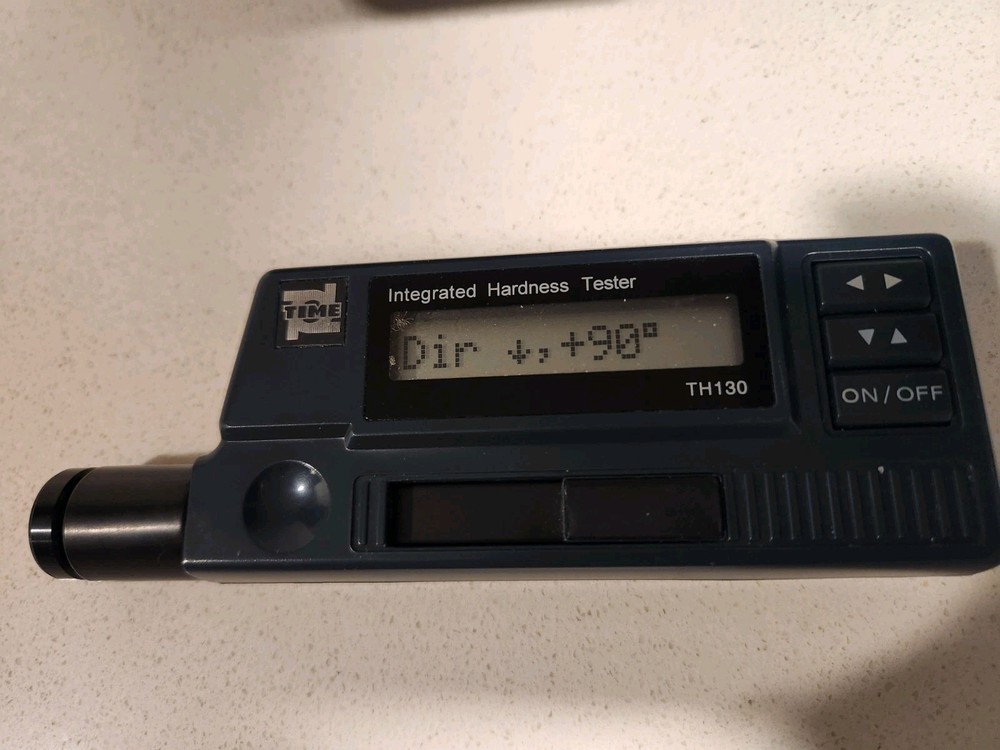 TIME
Integrated Hardness Tester
Dir ↓,+90°
TH130
◀ ▶
▼ ▲
ON/OFF